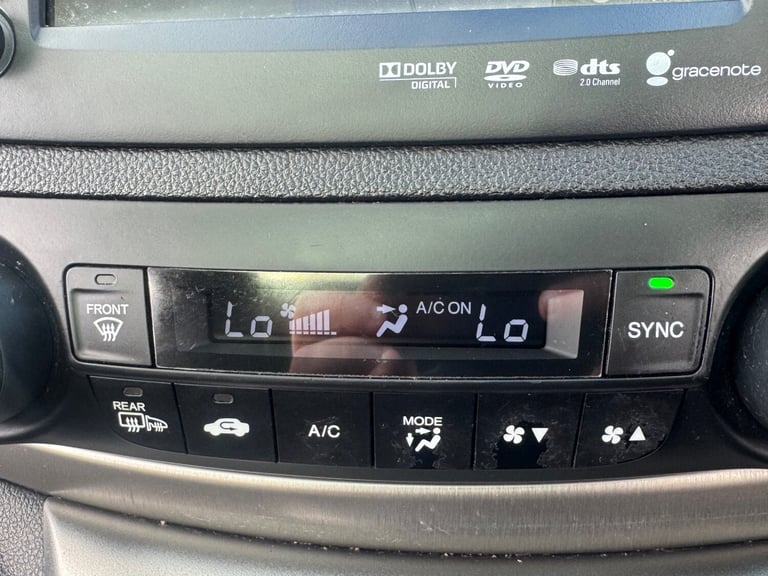 DOLBY
DIGITAL
DVD
VIDEO
dts
2.0 Channel
gracenote
FRONT
Lo
A/C ON
Lo
SYNC
REAR
A/C
MODE